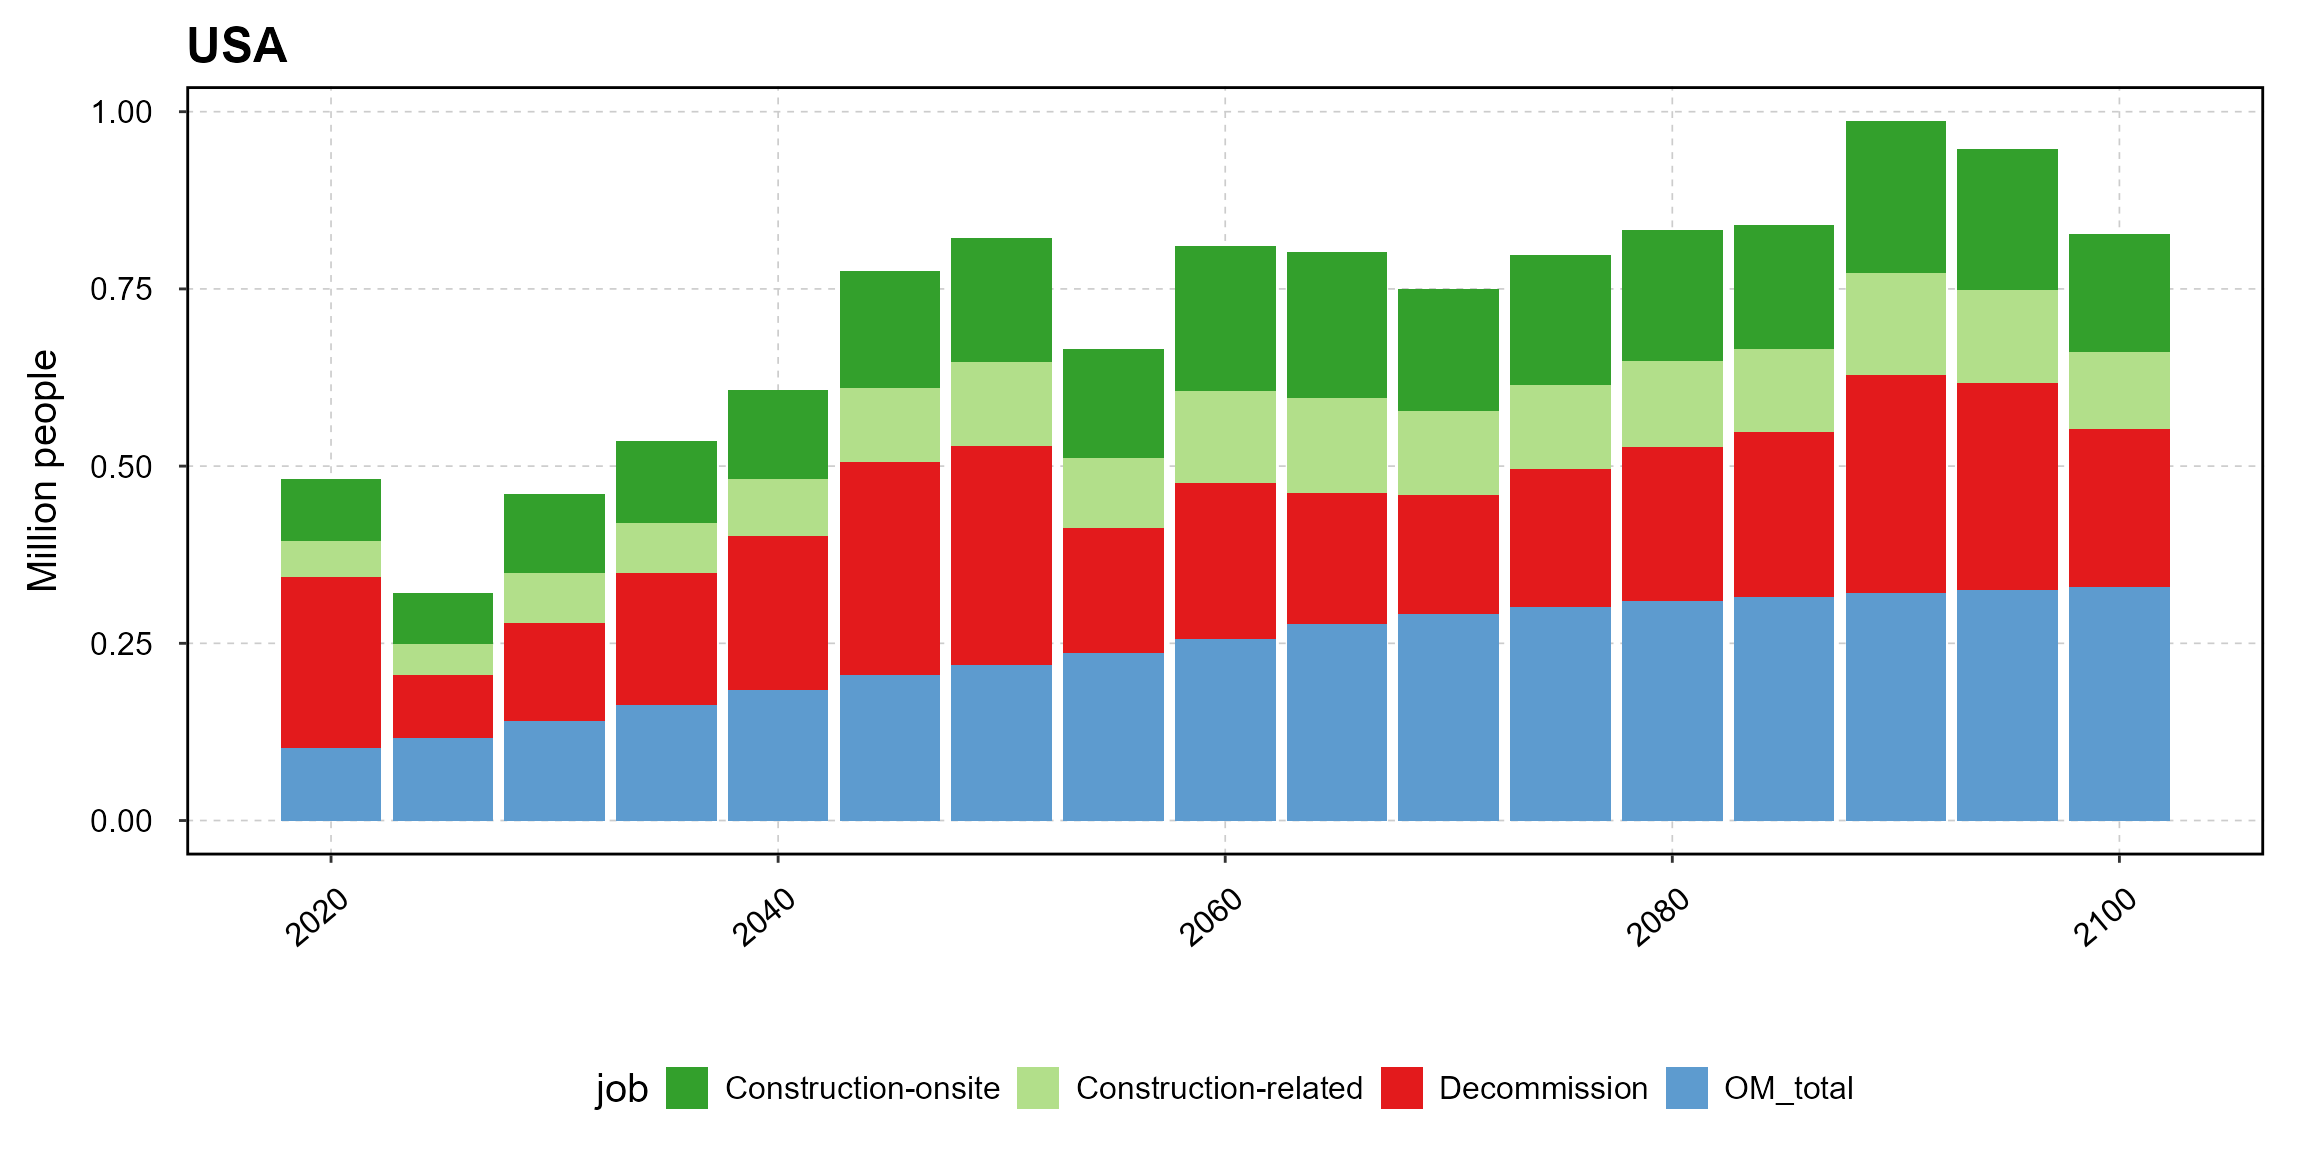 USA
Million people
1.00
0.75
0.50
0.25
0.00
2020 2040 2060 2080 2100
job Construction-onsite Construction-related Decommission OM_total